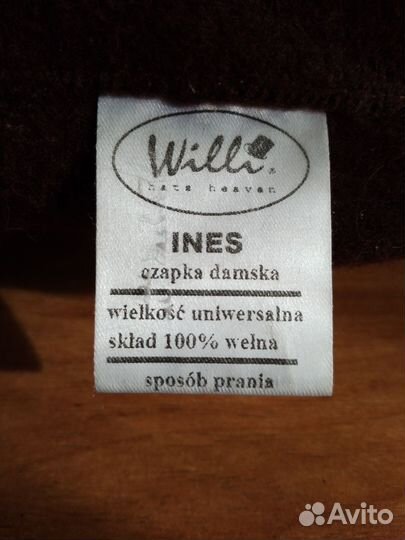 Willi
hats heaven
INES
czapka damska
wielkość uniwersalna
skład 100% wełna
sposób prania
Avito